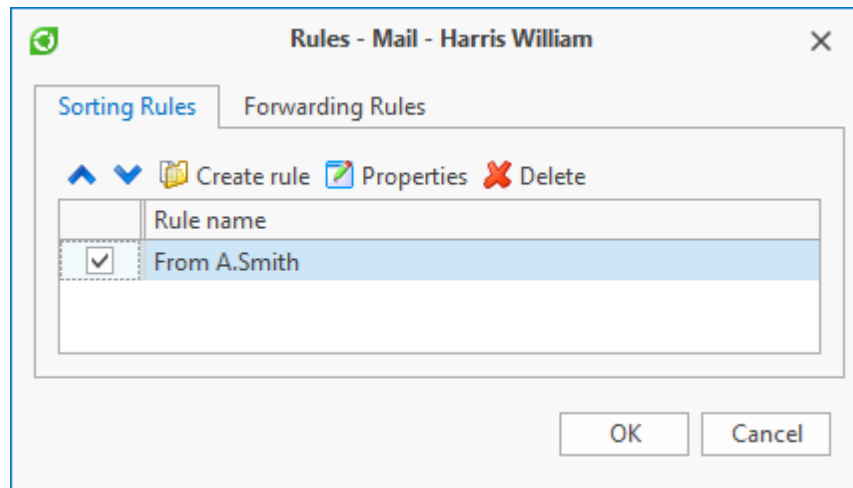 Rules - Mail - Harris William
Sorting Rules Forwarding Rules
Create rule Properties Delete
Rule name
From A.Smith
OK Cancel